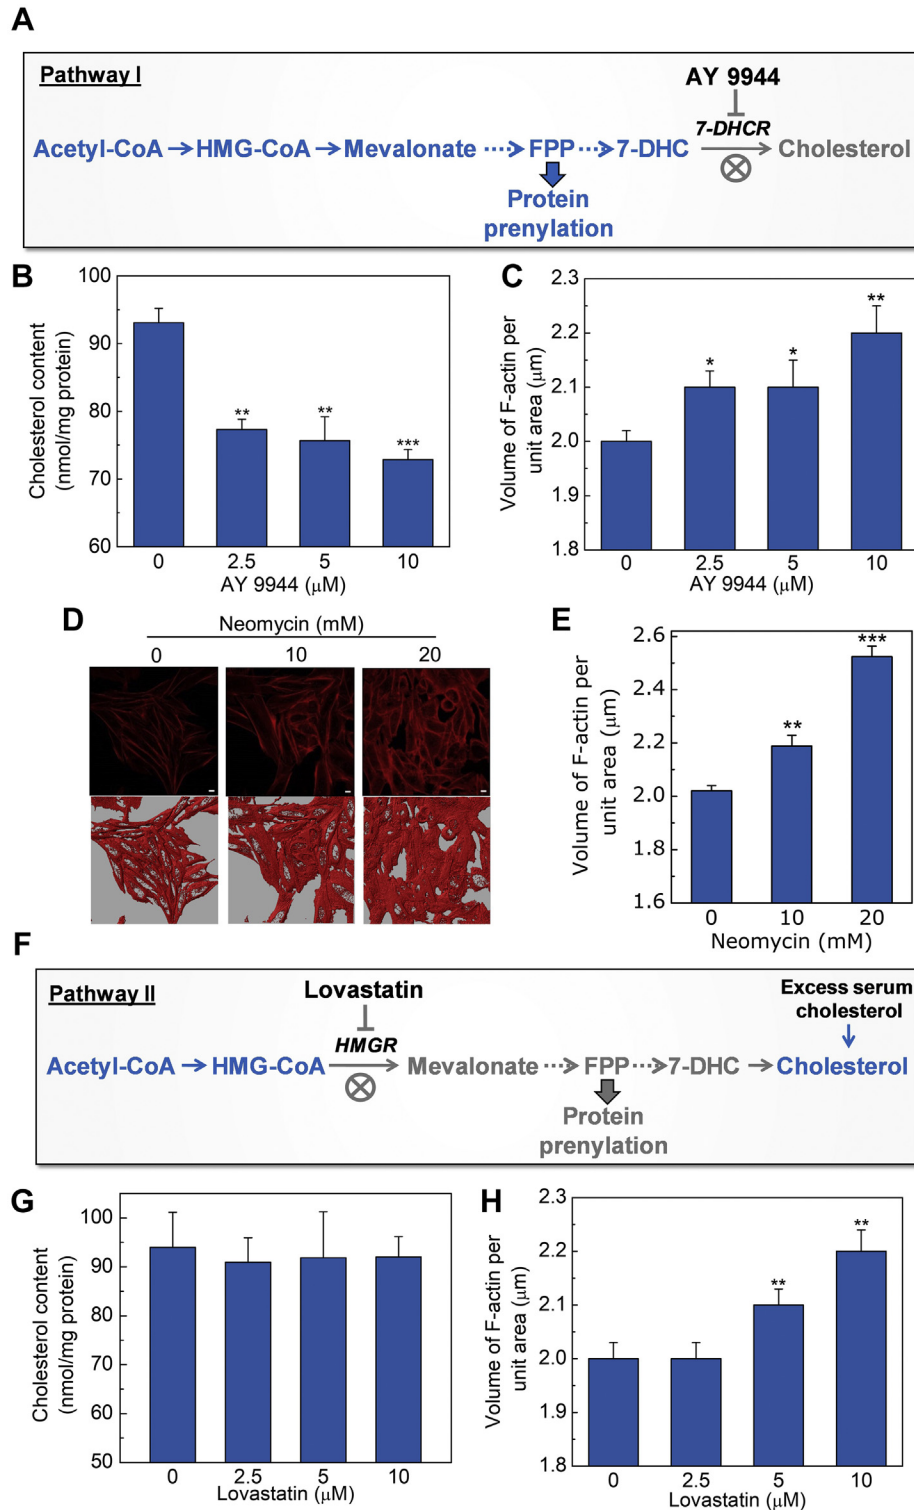 A
Pathway I
AY 9944
7-DHCR
Acetyl-CoA → HMG-CoA → Mevalonate ···> FPP ···> 7-DHC → Cholesterol
Protein
prenylation
B
Cholesterol content
(nmol/mg protein)
100
90
80
70
60
**
**
***
0 2.5 5 10
AY 9944 (μM)
C
Volume of F-actin per
unit area (μm)
2.3
2.2
2.1
2.0
1.9
1.8
*
*
**
0 2.5 5 10
AY 9944 (μM)
D
Neomycin (mM)
0 10 20
E
Volume of F-actin per
unit area (μm)
2.6
2.4
2.2
2.0
1.8
1.6
**
***
0 10 20
Neomycin (mM)
F
Pathway II
Lovastatin
Excess serum
cholesterol
HMGR
Acetyl-CoA → HMG-CoA → Mevalonate ···> FPP ···> 7-DHC → Cholesterol
Protein
prenylation
G
Cholesterol content
(nmol/mg protein)
100
90
80
70
60
50
0 2.5 5 10
Lovastatin (μM)
H
Volume of F-actin per
unit area (μm)
2.3
2.2
2.1
2.0
1.9
1.8
**
**
0 2.5 5 10
Lovastatin (μM)